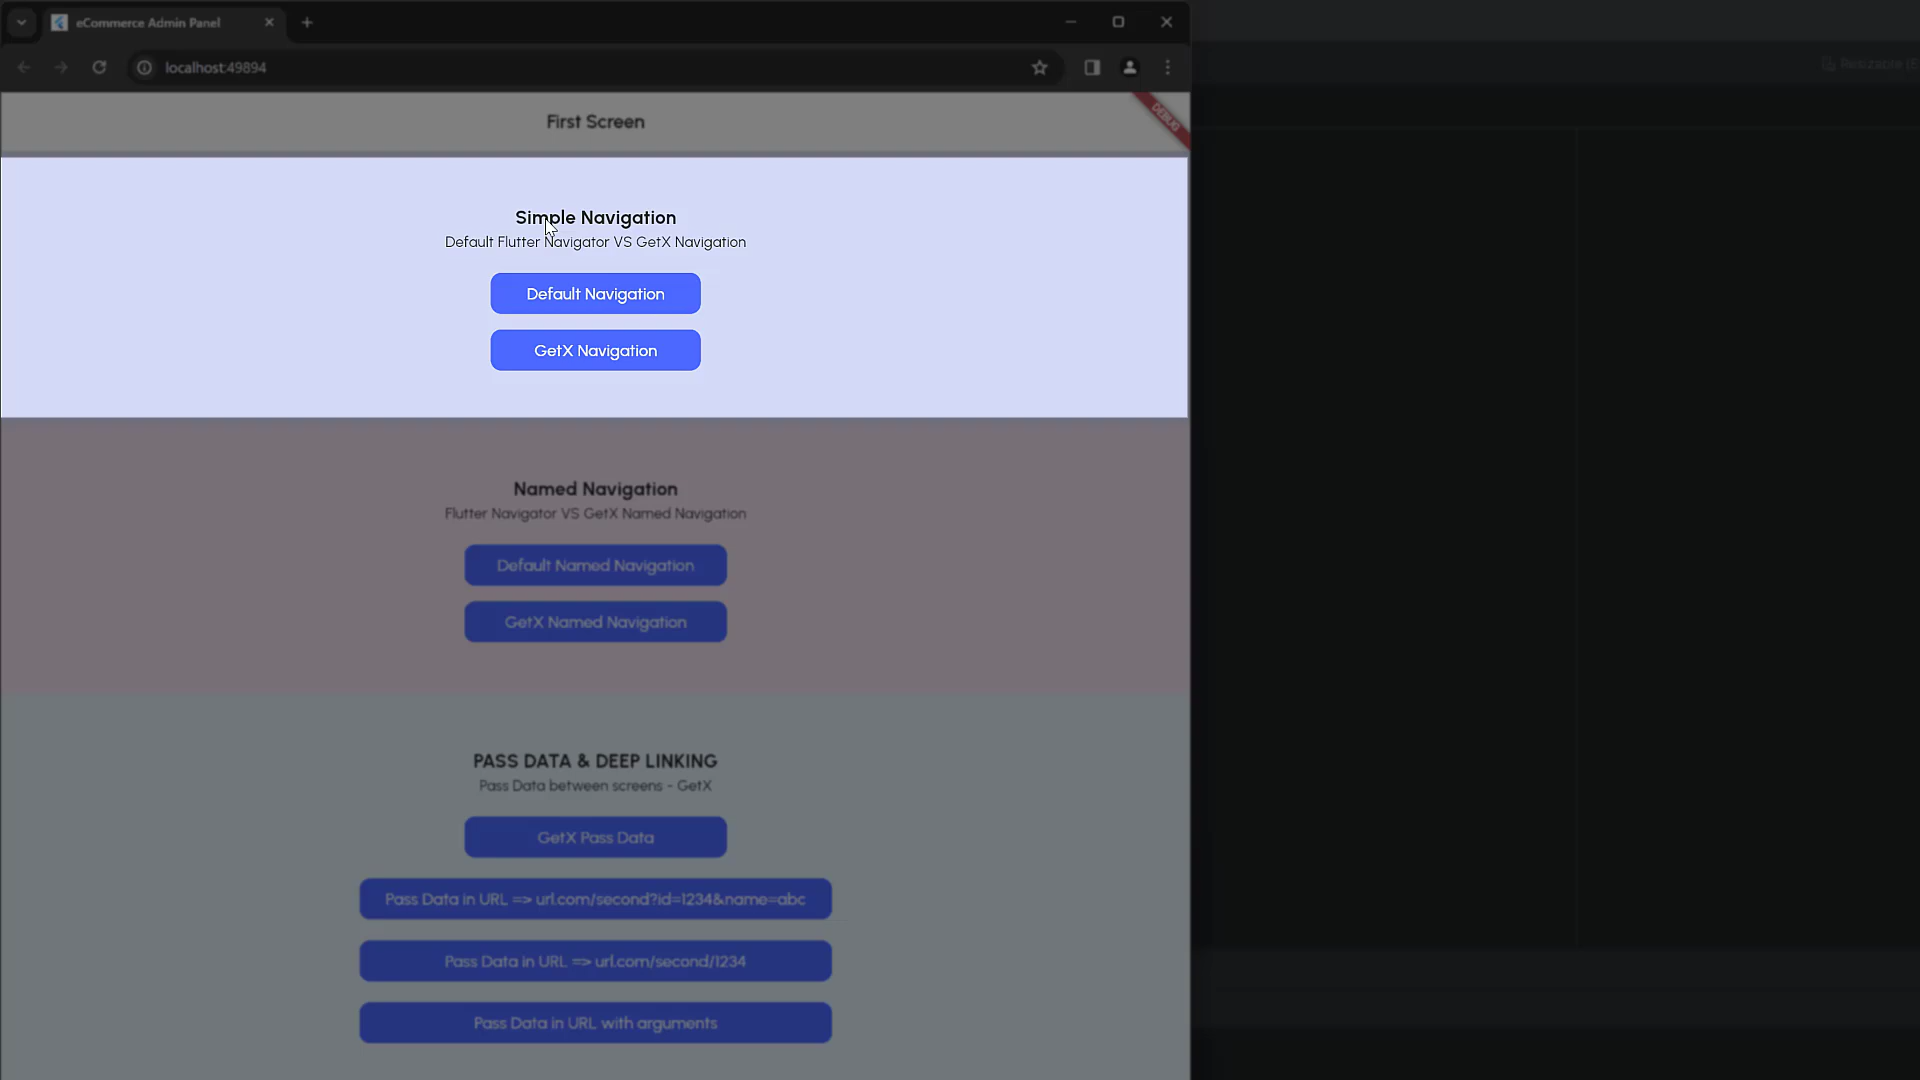 eCommerce Admin Panel
localhost:49894
First Screen
DEBUG
Simple Navigation
Default Flutter Navigator VS GetX Navigation
Default Navigation
GetX Navigation
Named Navigation
Flutter Navigator VS GetX Named Navigation
Default Named Navigation
GetX Named Navigation
PASS DATA & DEEP LINKING
Pass Data between screens - GetX
GetX Pass Data
Pass Data in URL => url.com/second?id=1234&name=abc
Pass Data in URL => url.com/second/1234
Pass Data in URL with arguments